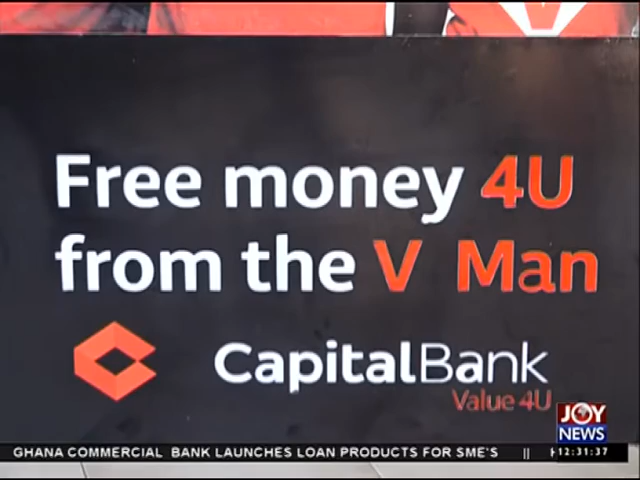 Free money 4U
from the V Man
CapitalBank
Value 4U
JOY
NEWS
GHANA COMMERCIAL BANK LAUNCHES LOAN PRODUCTS FOR SME'S ||
12:31:37